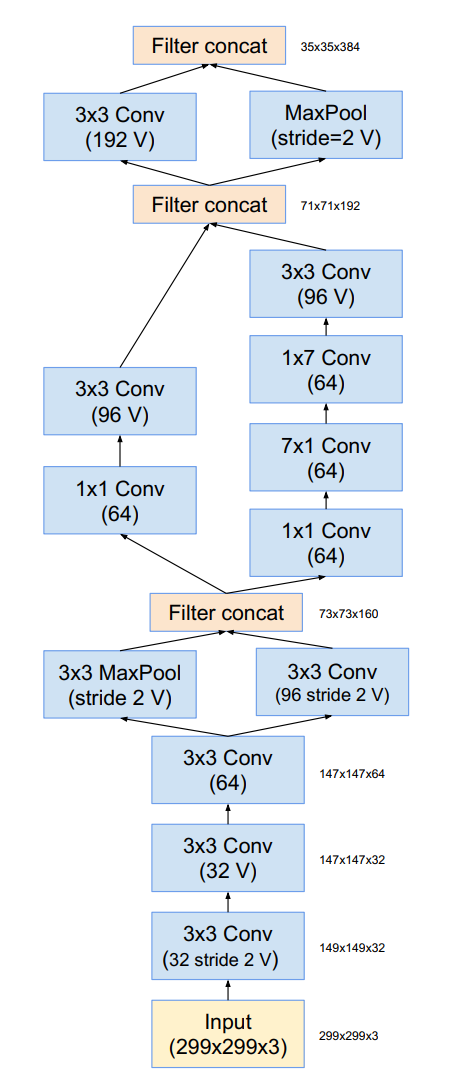 Filter concat
35x35x384
3x3 Conv
(192 V)
MaxPool
(stride=2 V)
Filter concat
71x71x192
3x3 Conv
(96 V)
1x7 Conv
(64)
3x3 Conv
(96 V)
7x1 Conv
(64)
1x1 Conv
(64)
1x1 Conv
(64)
Filter concat
73x73x160
3x3 MaxPool
(stride 2 V)
3x3 Conv
(96 stride 2 V)
3x3 Conv
(64)
147x147x64
3x3 Conv
(32 V)
147x147x32
3x3 Conv
(32 stride 2 V)
149x149x32
Input
(299x299x3)
299x299x3